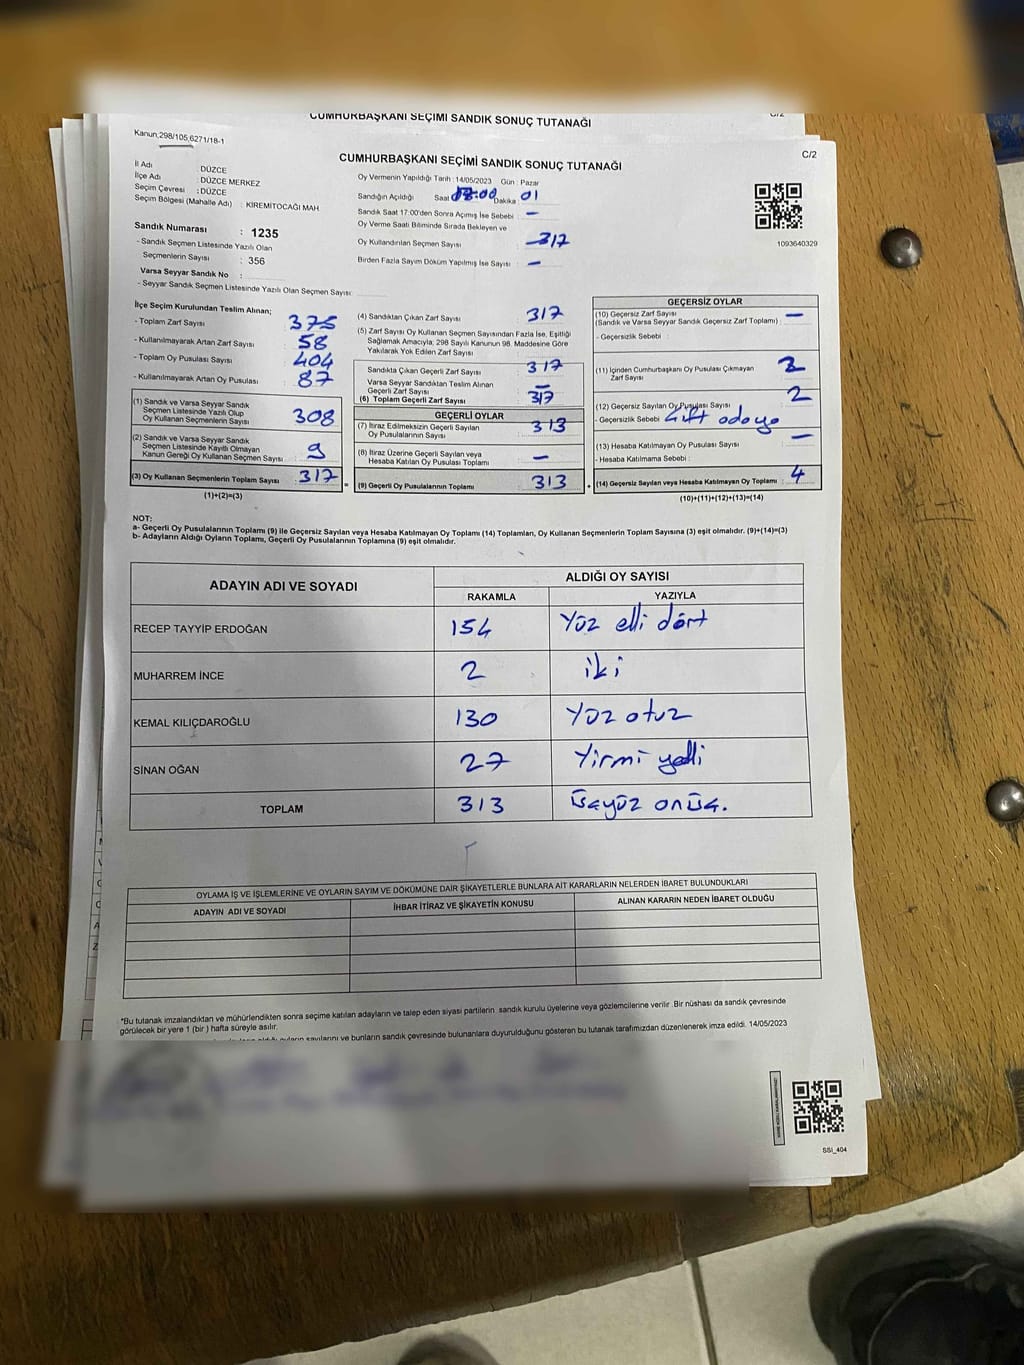 CUMHURBAŞKANI SEÇİMİ SANDIK SONUÇ TUTANAĞI
C/2
Kanun;298/105,6271/18-1
C/2
CUMHURBAŞKANI SEÇİMİ SANDIK SONUÇ TUTANAĞI
İl Adı : DÜZCE
İlçe Adı : DÜZCE MERKEZ
Seçim Çevresi : DÜZCE
Seçim Bölgesi (Mahalle Adı) : KİREMİTOCAĞI MAH.
Oy Vermenin Yapıldığı Tarih :14/05/2023 Gün : Pazar
Sandığın Açıldığı Saat :00 Dakika 01
Sandık Saat 17:00'den Sonra Açımış İse Sebebi : -
Oy Verme Saati Bitiminde Sırada Bekleyen ve
Oy Kullandırılan Seçmen Sayısı : -317
Birden Fazla Sayım Döküm Yapılmış İse Sayısı : -
1093640329
Sandık Numarası : 1235
- Sandık Seçmen Listesinde Yazılı Olan
Seçmenlerin Sayısı : 356
Varsa Seyyar Sandık No :
- Seyyar Sandık Seçmen Listesinde Yazılı Olan Seçmen Sayısı:
İlçe Seçim Kurulundan Teslim Alınan;
- Toplam Zarf Sayısı : 375
- Kullanılmayarak Artan Zarf Sayısı : 58
- Toplam Oy Pusulası Sayısı : 404
- Kullanılmayarak Artan Oy Pusulası : 87
(1) Sandık ve Varsa Seyyar Sandık
Seçmen Listesinde Yazılı Olup
Oy Kullanan Seçmenlerin Sayısı : 308
(2) Sandık ve Varsa Seyyar Sandık
Seçmen Listesinde Kayıtlı Olmayan
Kanun Gereği Oy Kullanan Seçmen Sayısı : 9
(3) Oy Kullanan Seçmenlerin Toplam Sayısı : 317
(1)+(2)=(3)
(4) Sandıktan Çıkan Zarf Sayısı : 317
(5) Zarf Sayısı Oy Kullanan Seçmen Sayısından Fazla İse, Eşitliği
Sağlamak Amacıyla; 298 Sayılı Kanunun 98. Maddesine Göre
Yakılarak Yok Edilen Zarf Sayısı :
Sandıkta Çıkan Geçerli Zarf Sayısı : 317
Varsa Seyyar Sandıktan Teslim Alınan
Geçerli Zarf Sayısı : -
(6) Toplam Geçerli Zarf Sayısı : 317
GEÇERLİ OYLAR
(7) İtiraz Edilmeksizin Geçerli Sayılan
Oy Pusulalarının Sayısı : 313
(8) İtiraz Üzerine Geçerli Sayılan veya
Hesaba Katılan Oy Pusulası Toplamı : -
(9) Geçerli Oy Pusulalarının Toplamı : 313
GEÇERSİZ OYLAR
(10) Geçersiz Zarf Sayısı
(Sandık ve Varsa Seyyar Sandık Geçersiz Zarf Toplamı) : -
- Geçersizlik Sebebi :
(11) İçinden Cumhurbaşkanı Oy Pusulası Çıkmayan
Zarf Sayısı : 2
(12) Geçersiz Sayılan Oy Pusulası Sayısı : 2
- Geçersizlik Sebebi : Çift adaya
(13) Hesaba Katılmayan Oy Pusulası Sayısı : -
- Hesaba Katılmama Sebebi :
(14) Geçersiz Sayılan veya Hesaba Katılmayan Oy Toplamı : 4
(10)+(11)+(12)+(13)=(14)
NOT:
a- Geçerli Oy Pusulalarının Toplamı (9) ile Geçersiz Sayılan veya Hesaba Katılmayan Oy Toplamı (14) Toplamları, Oy Kullanan Seçmenlerin Toplam Sayısına (3) eşit olmalıdır. (9)+(14)=(3)
b- Adayların Aldığı Oyların Toplamı, Geçerli Oy Pusulalarının Toplamına (9) eşit olmalıdır.
ADAYIN ADI VE SOYADI
ALDIĞI OY SAYISI
RAKAMLA YAZIYLA
RECEP TAYYİP ERDOĞAN 154 Yüz elli dört
MUHARREM İNCE 2 iki
KEMAL KILIÇDAROĞLU 130 Yüz otuz
SİNAN OĞAN 27 Yirmi yedi
TOPLAM 313 Üçyüz onüç.
OYLAMA İŞ VE İŞLEMLERİNE VE OYLARIN SAYIM VE DÖKÜMÜNE DAİR ŞİKAYETLERLE BUNLARA AİT KARARLARIN NELERDEN İBARET BULUNDUKLARI
ADAYIN ADI VE SOYADI İHBAR İTİRAZ VE ŞİKAYETİN KONUSU ALINAN KARARIN NEDEN İBARET OLDUĞU
*Bu tutanak imzalandıktan ve mühürlendikten sonra seçime katılan adayların ve talep eden siyasi partilerin sandık kurulu üyelerine veya gözlemcilerine verilir .Bir nüshası da sandık çevresinde
görülecek bir yere 1 (bir ) hafta süreyle asılır.
sayılarını ve bunların sandık çevresinde bulunanlara duyurulduğunu gösteren bu tutanak tarafımızdan düzenlenerek imza edildi. 14/05/2023
SSI_404